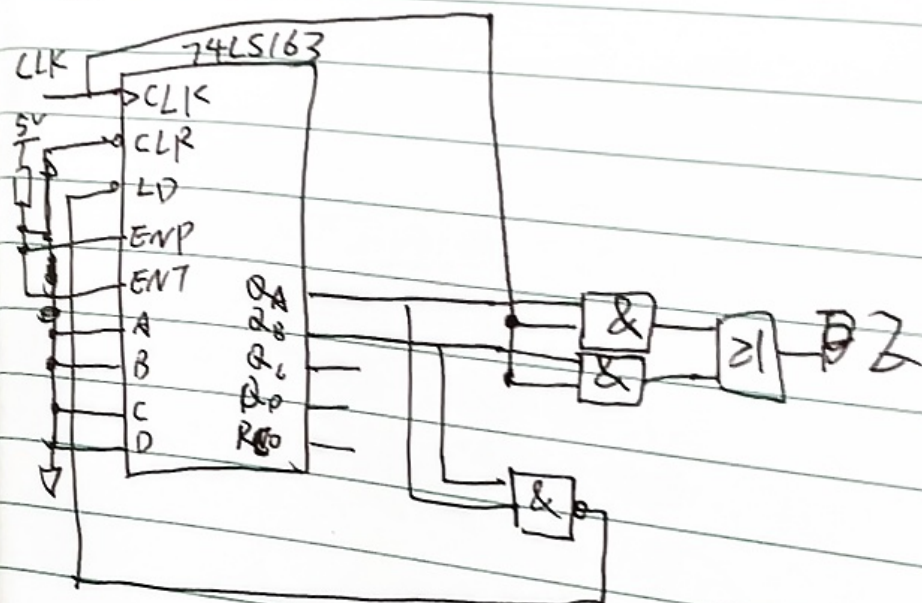 74LS163
CLK
CLK
5V
CLR
LD
ENP
ENT
QA
A
QB
B
QC
C
QD
D
RCO
&
&
≥1
Z
&